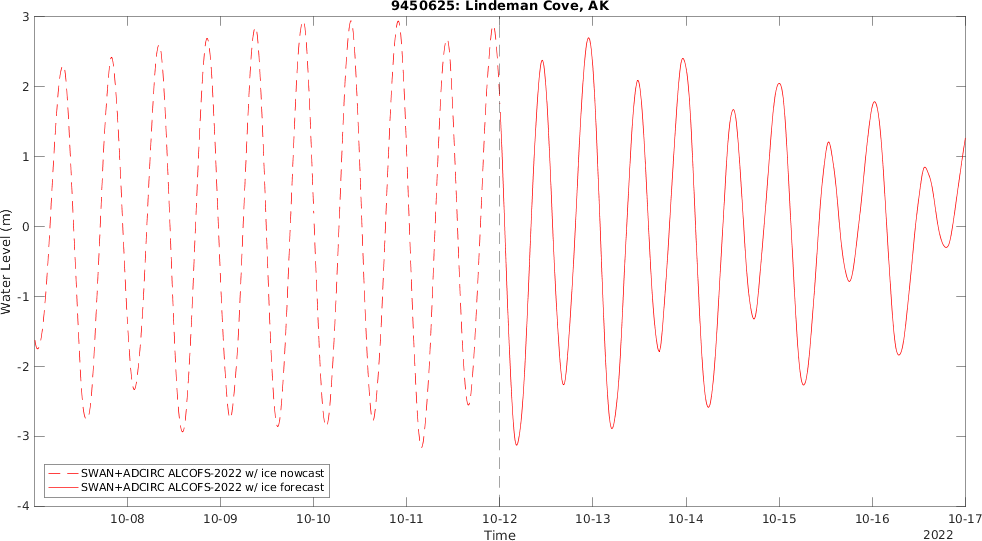 9450625: Lindeman Cove, AK
Water Level (m)
3
2
1
0
-1
-2
-3
-4
SWAN+ADCIRC ALCOFS-2022 w/ ice nowcast
SWAN+ADCIRC ALCOFS-2022 w/ ice forecast
10-08 10-09 10-10 10-11 10-12 10-13 10-14 10-15 10-16 10-17
Time
2022